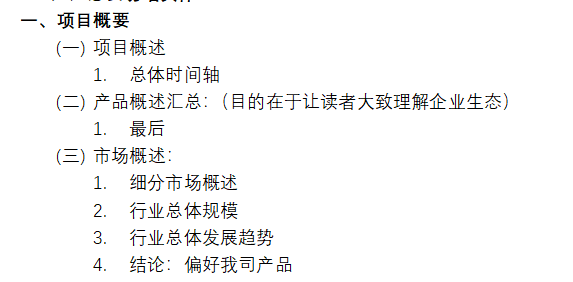 一、项目概要
(一) 项目概述
1. 总体时间轴
(二) 产品概述汇总：（目的在于让读者大致理解企业生态）
1. 最后
(三) 市场概述：
1. 细分市场概述
2. 行业总体规模
3. 行业总体发展趋势
4. 结论：偏好我司产品